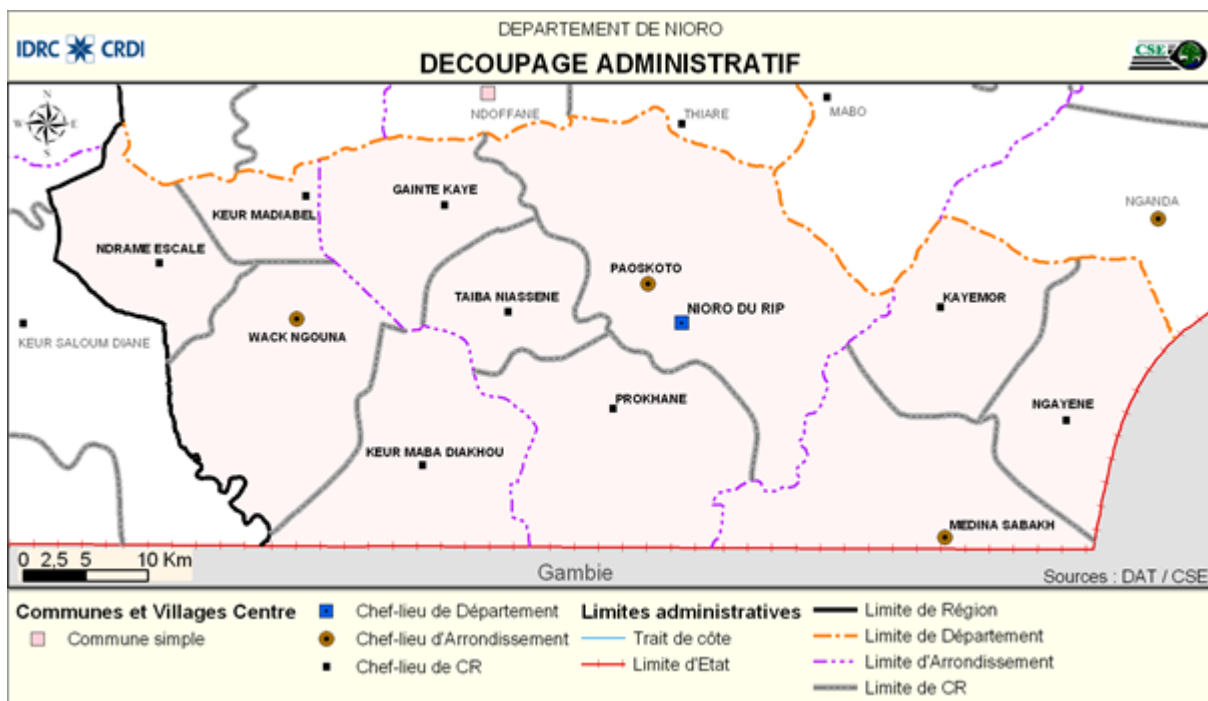 IDRC CRDI
DEPARTEMENT DE NIORO
DECOUPAGE ADMINISTRATIF
CSE
N
W E
S
NDOFFANE
THIARE
MABO
KEUR MADIABEL
GAINTE KAYE
NGANDA
NDRAME ESCALE
PAOSKOTO
TAIBA NIASSENE
NIORO DU RIP
KAYEMOR
KEUR SALOUM DIANE
WACK NGOUNA
PROKHANE
NGAYENE
KEUR MABA DIAKHOU
MEDINA SABAKH
0 2,5 5 10 Km
Gambie
Sources : DAT / CSE
Communes et Villages Centre
Commune simple
Chef-lieu de Département
Chef-lieu d'Arrondissement
Chef-lieu de CR
Limites administratives
Trait de côte
Limite d'Etat
Limite de Région
Limite de Département
Limite d'Arrondissement
Limite de CR